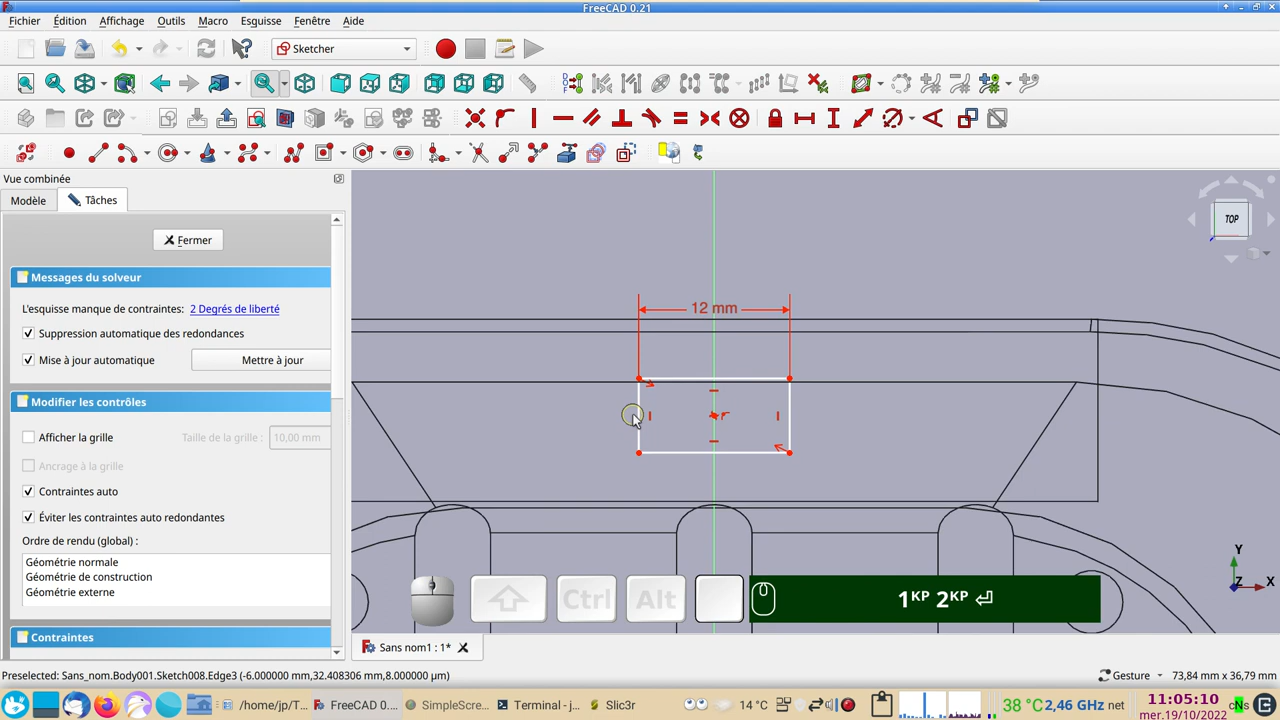 FreeCAD 0.21
Fichier Édition Affichage Outils Macro Esquisse Fenêtre Aide
Sketcher
Vue combinée
Modèle Tâches
Fermer
Messages du solveur
L'esquisse manque de contraintes: 2 Degrés de liberté
Suppression automatique des redondances
Mise à jour automatique Mettre à jour
Modifier les contrôles
Afficher la grille Taille de la grille : 10,00 mm
Ancrage à la grille
Contraintes auto
Éviter les contraintes auto redondantes
Ordre de rendu (global) :
Géométrie normale
Géométrie de construction
Géométrie externe
Contraintes
12 mm
TOP
Y
Z X
Ctrl Alt
1ᴷᴾ 2ᴷᴾ ⏎
Sans nom1 : 1*
Preselected: Sans_nom.Body001.Sketch008.Edge3 (-6.000000 mm,32.408306 mm,8.000000 µm) Gesture 73,84 mm x 36,79 mm
/home/jp/T... FreeCAD 0.... SimpleScre... Terminal - j... Slic3r 14 °C 38 °C 2,46 GHz net 11:05:10
mer.19/10/2022
cNs